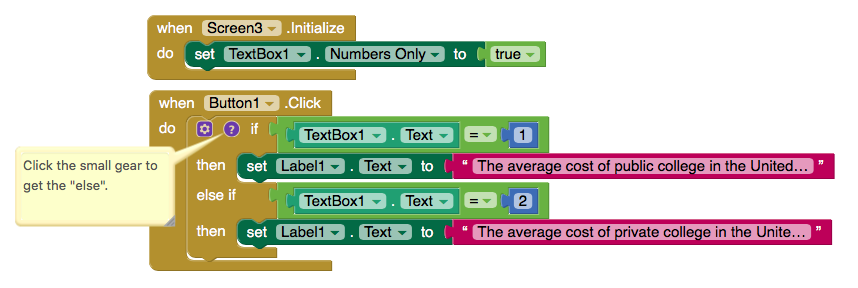 when Screen3 .Initialize
do set TextBox1 . Numbers Only to true
when Button1 .Click
do ? if TextBox1 . Text = 1
Click the small gear to
get the "else".
then set Label1 . Text to “ The average cost of public college in the United... ”
else if TextBox1 . Text = 2
then set Label1 . Text to “ The average cost of private college in the Unite... ”